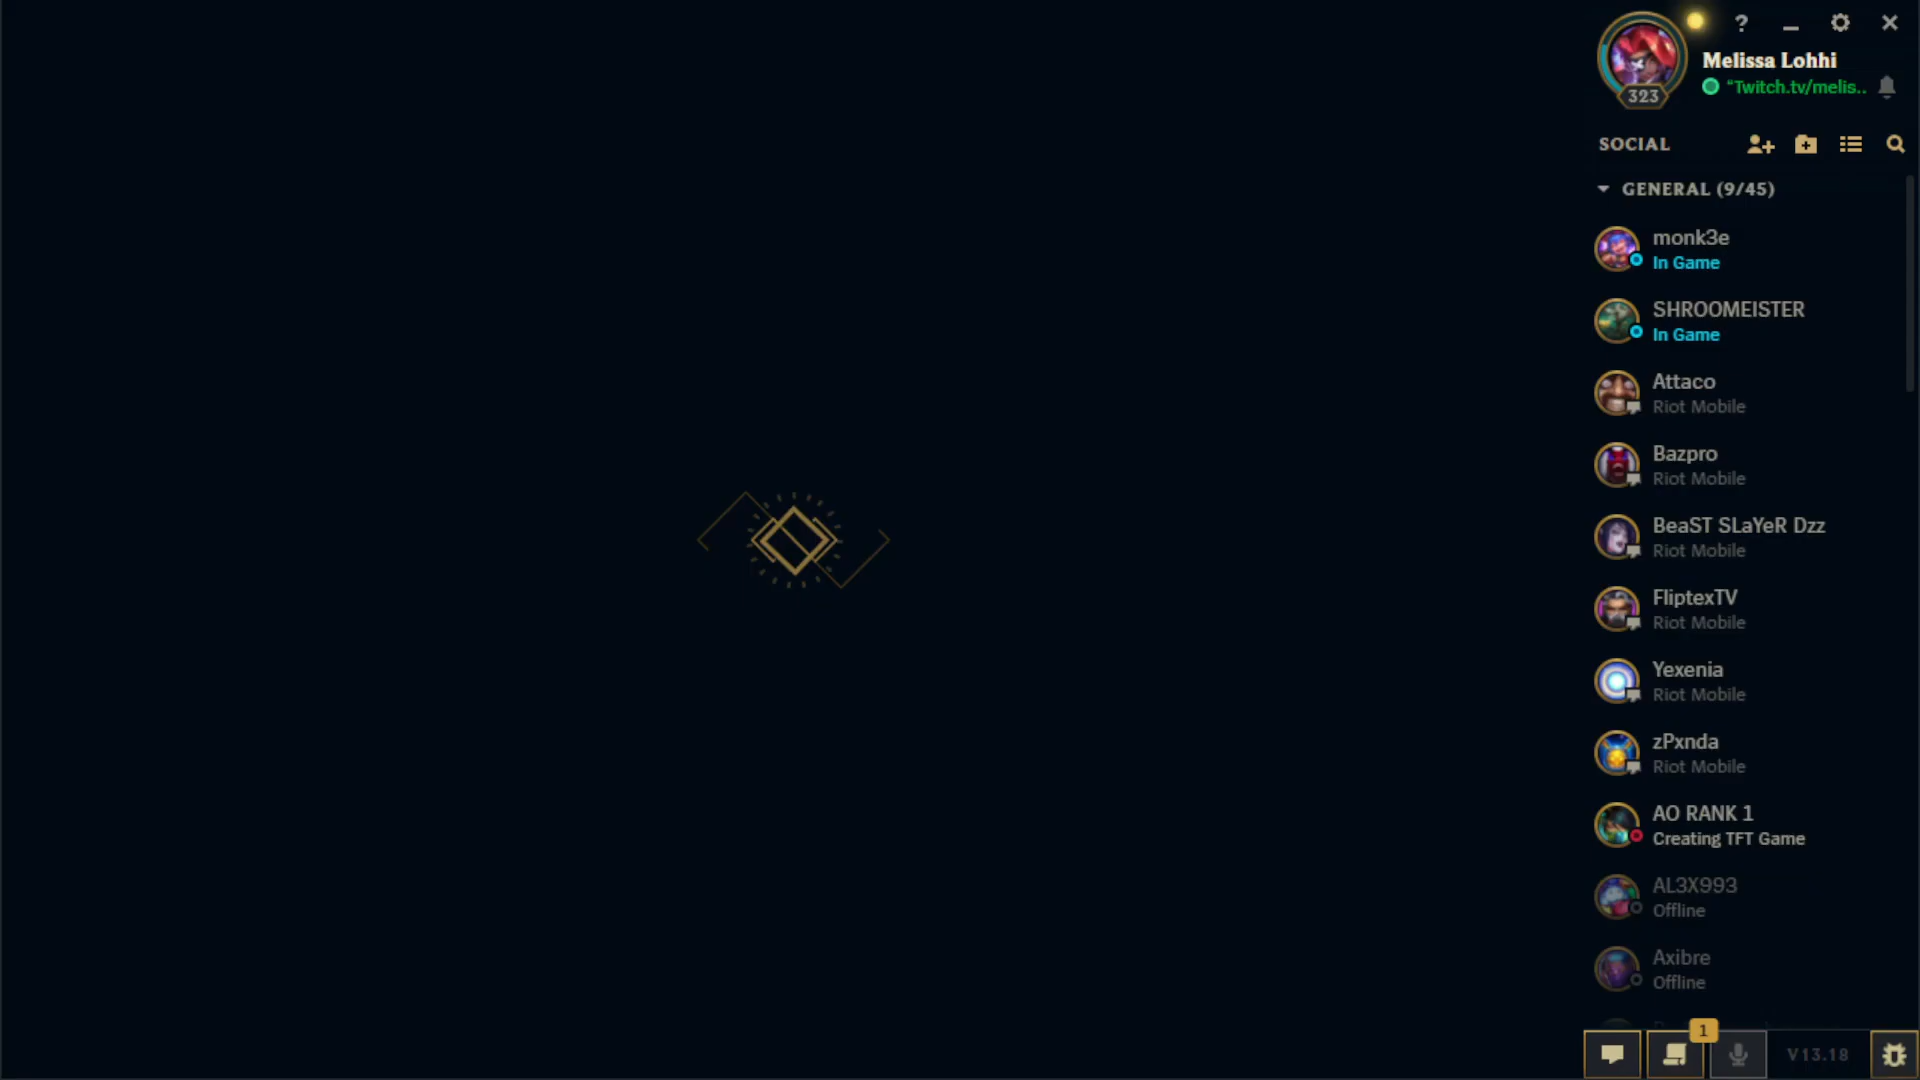 ?
Melissa Lohhi
323
“Twitch.tv/melis..
SOCIAL
GENERAL (9/45)
monk3e
In Game
SHROOMEISTER
In Game
Attaco
Riot Mobile
Bazpro
Riot Mobile
BeaST SLaYeR Dzz
Riot Mobile
FliptexTV
Riot Mobile
Yexenia
Riot Mobile
zPxnda
Riot Mobile
AO RANK 1
Creating TFT Game
AL3X993
Offline
Axibre
Offline
1
V13.18